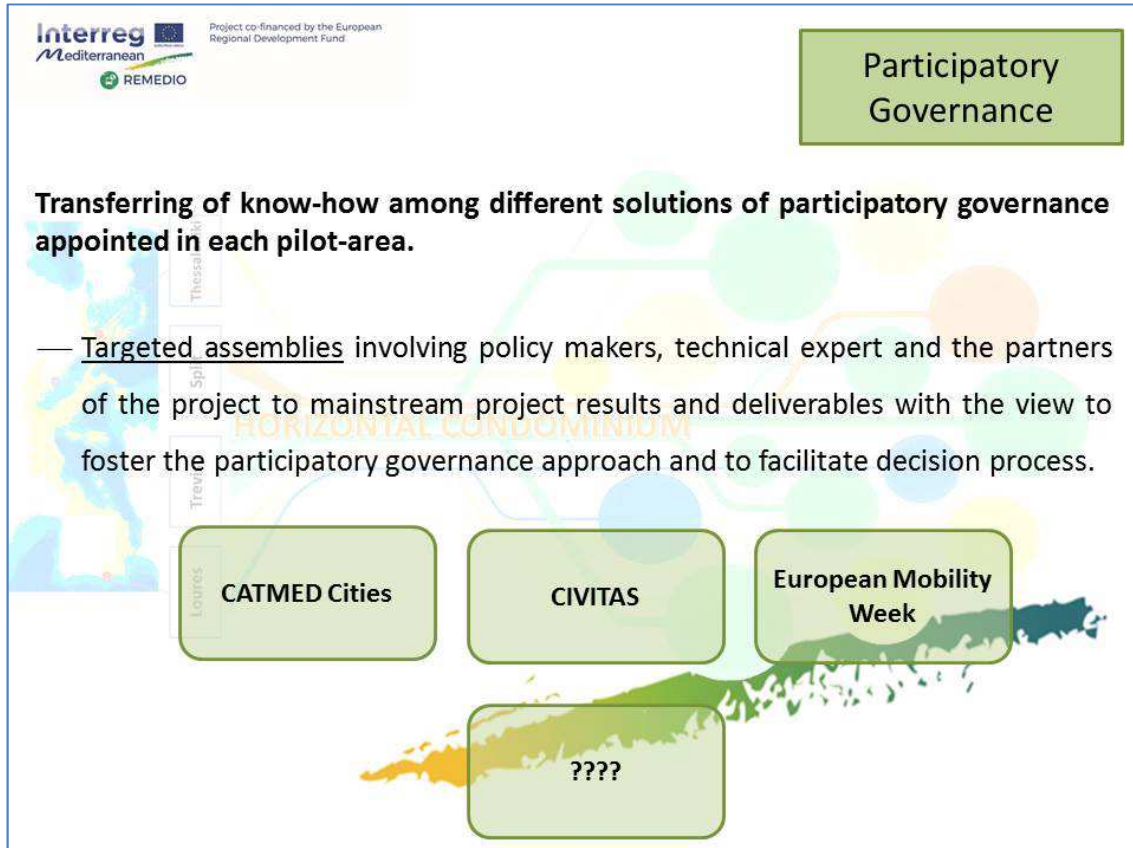 Interreg
Mediterranean
REMEDIO
Project co-financed by the European
Regional Development Fund
Participatory
Governance
Transferring of know-how among different solutions of participatory governance
appointed in each pilot-area.
Thessaloniki
— Targeted assemblies involving policy makers, technical expert and the partners
Split
of the project to mainstream project results and deliverables with the view to
HORIZONTAL CONDOMINIUM
foster the participatory governance approach and to facilitate decision process.
Loures
CATMED Cities
CIVITAS
European Mobility
Week
????